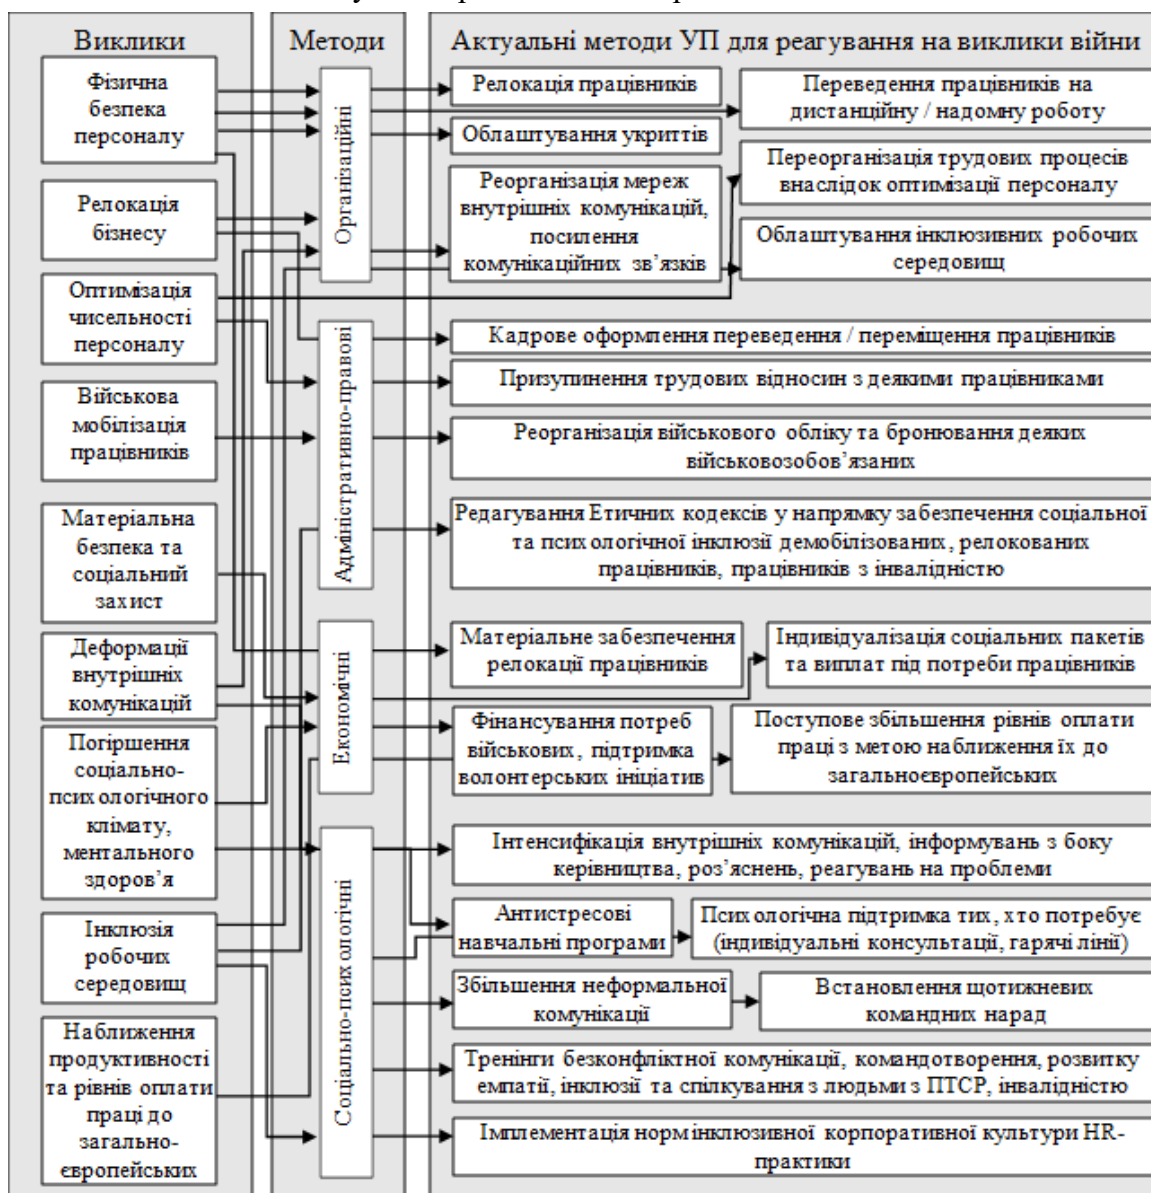 Виклики
Фізична
безпека
персоналу
Релокація
бізнесу
Оптимізація
чисельності
персоналу
Військова
мобілізація
працівників
Матеріальна
безпека та
соціальний
захист
Деформації
внутрішніх
комунікацій
Погіршення
соціально-
психологічного
клімату,
ментального
здоров’я
Інклюзія
робочих
середовищ
Наближення
продуктивності
та рівнів оплати
праці до
загально-
європейських
Методи
Організаційні
Адміністративно-правові
Економічні
Соціально-психологічні
Актуальні методи УП для реагування на виклики війни
Релокація працівників
Переведення працівників на
дистанційну / надомну роботу
Облаштування укриттів
Переорганізація трудових процесів
внаслідок оптимізації персоналу
Реорганізація мереж
внутрішніх комунікацій,
посилення
комунікаційних зв’язків
Облаштування інклюзивних робочих
середовищ
Кадрове оформлення переведення / переміщення працівників
Призупинення трудових відносин з деякими працівниками
Реорганізація військового обліку та бронювання деяких
військовозобов’язаних
Редагування Етичних кодексів у напрямку забезпечення соціальної
та психологічної інклюзії демобілізованих, релокованих
працівників, працівників з інвалідністю
Матеріальне забезпечення
релокації працівників
Індивідуалізація соціальних пакетів
та виплат під потреби працівників
Фінансування потреб
військових, підтримка
волонтерських ініціатив
Поступове збільшення рівнів оплати
праці з метою наближення їх до
загальноєвропейських
Інтенсифікація внутрішніх комунікацій, інформувань з боку
керівництва, роз’яснень, реагувань на проблеми
Антистресові
навчальні програми
Психологічна підтримка тих, хто потребує
(індивідуальні консультації, гарячі лінії)
Збільшення неформальної
комунікації
Встановлення щотижневих
командних нарад
Тренінги безконфліктної комунікації, командотворення, розвитку
емпатії, інклюзії та спілкування з людьми з ПТСР, інвалідністю
Імплементація норм інклюзивної корпоративної культури HR-
практики